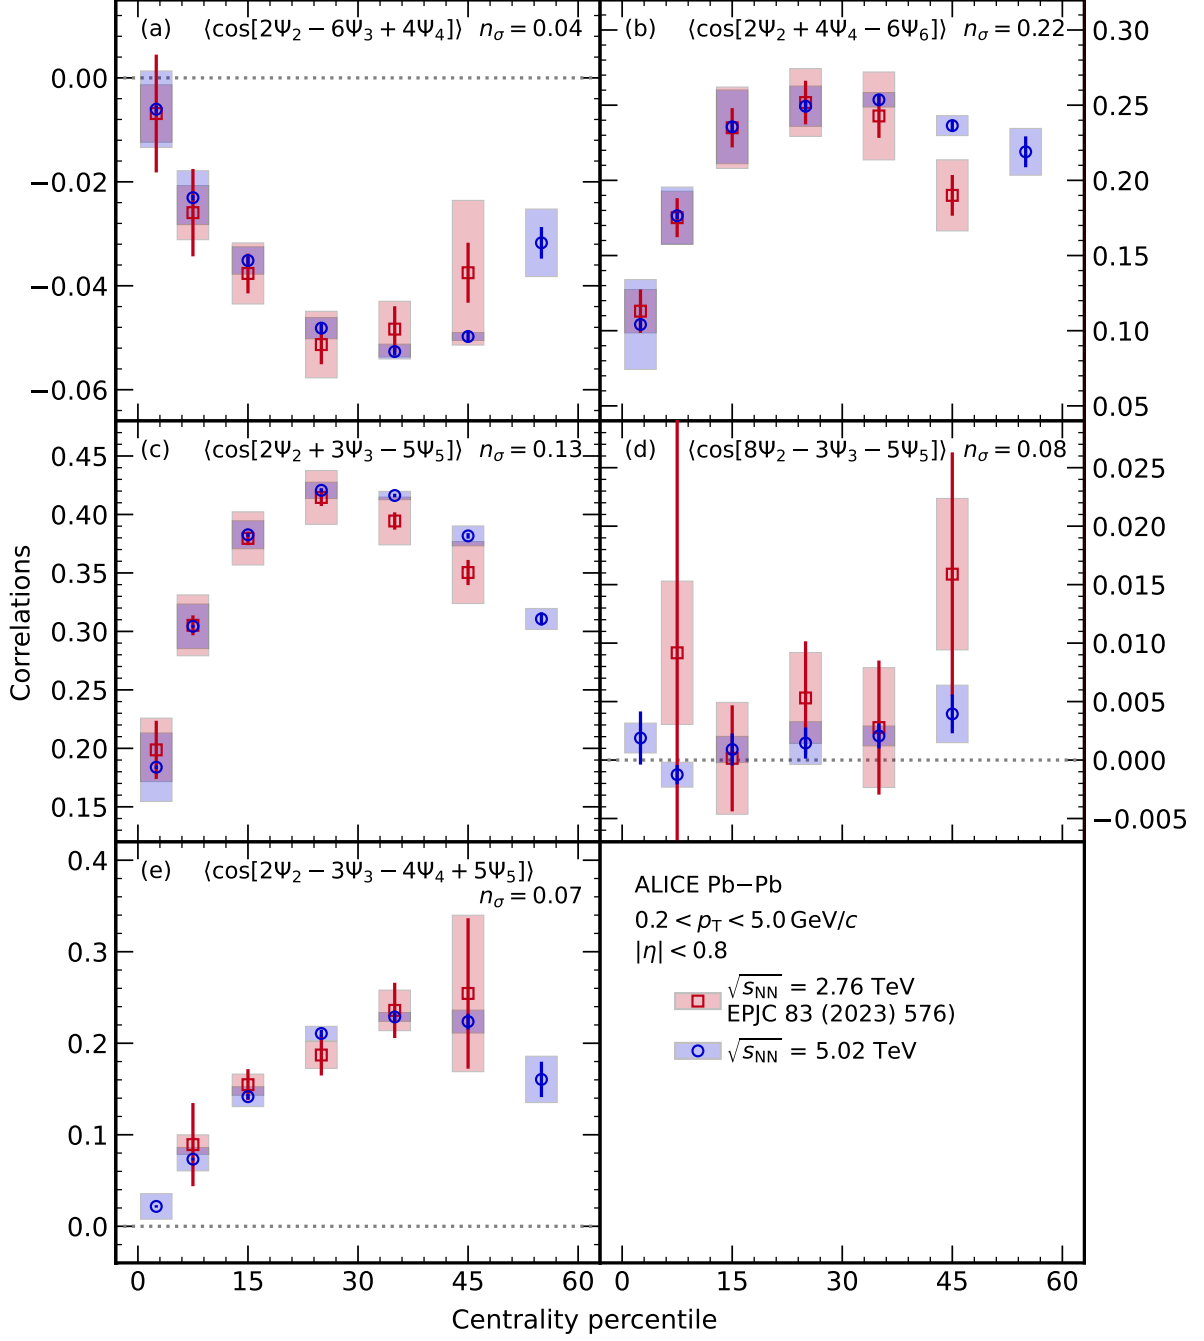 (a) ⟨cos[2Ψ₂ − 6Ψ₃ + 4Ψ₄]⟩ nσ = 0.04
0.00
−0.02
−0.04
−0.06
(b) ⟨cos[2Ψ₂ + 4Ψ₄ − 6Ψ₆]⟩ nσ = 0.22
0.30
0.25
0.20
0.15
0.10
0.05
(c) ⟨cos[2Ψ₂ + 3Ψ₃ − 5Ψ₅]⟩ nσ = 0.13
0.45
0.40
0.35
0.30
0.25
0.20
0.15
(d) ⟨cos[8Ψ₂ − 3Ψ₃ − 5Ψ₅]⟩ nσ = 0.08
0.025
0.020
0.015
0.010
0.005
0.000
−0.005
Correlations
(e) ⟨cos[2Ψ₂ − 3Ψ₃ − 4Ψ₄ + 5Ψ₅]⟩
nσ = 0.07
0.4
0.3
0.2
0.1
0.0
ALICE Pb−Pb
0.2 < p_T < 5.0 GeV/c
|η| < 0.8
√s_NN = 2.76 TeV
EPJC 83 (2023) 576)
√s_NN = 5.02 TeV
0 15 30 45 60
0 15 30 45 60
Centrality percentile